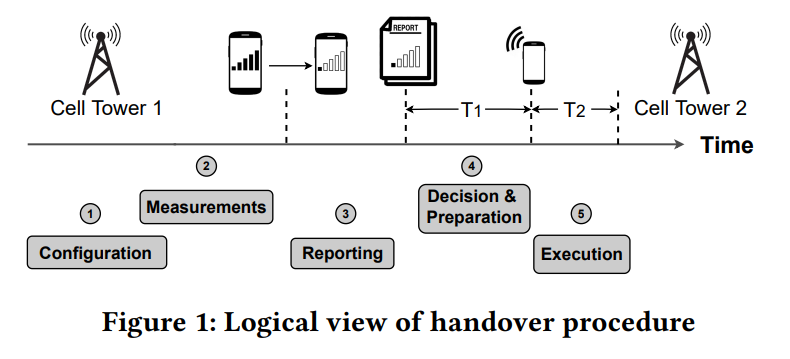 REPORT
Cell Tower 1
T1
T2
Cell Tower 2
Time
2
4
Measurements
Decision &
Preparation
1
3
5
Configuration
Reporting
Execution
Figure 1: Logical view of handover procedure